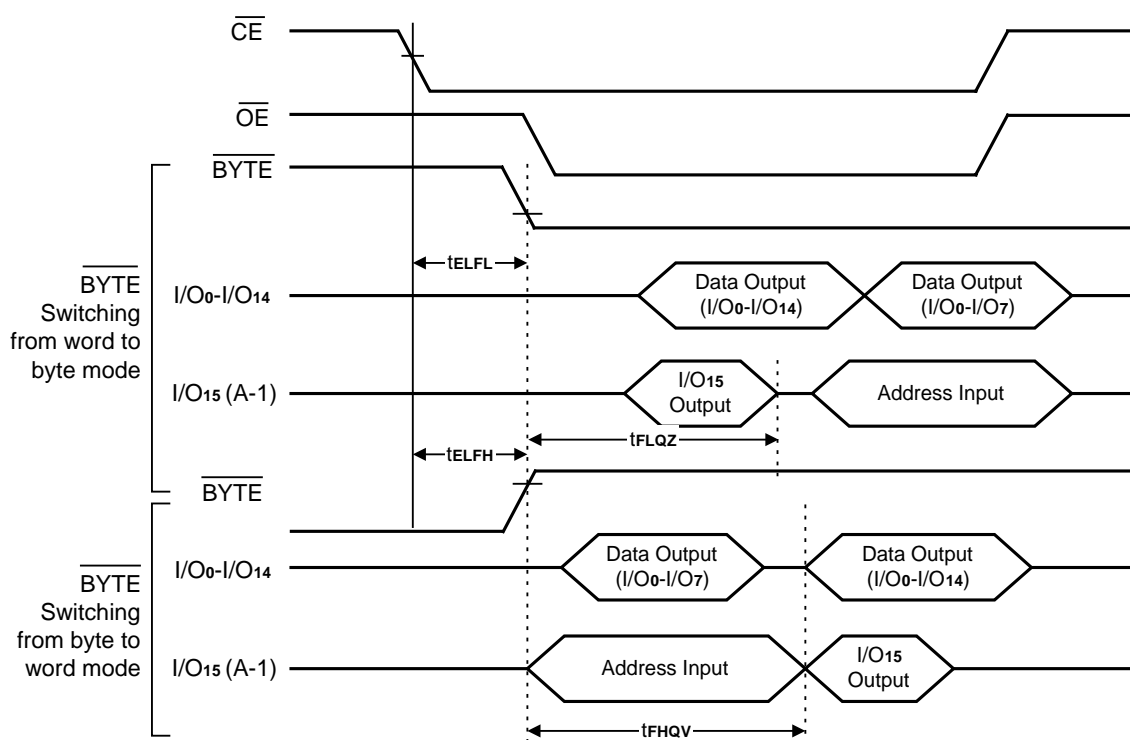 CE
OE
BYTE
tELFL
BYTE
Switching
from word to
byte mode
I/O0-I/O14
Data Output
(I/O0-I/O14)
Data Output
(I/O0-I/O7)
I/O15 (A-1)
I/O15
Output
Address Input
tELFH
tFLQZ
BYTE
BYTE
Switching
from byte to
word mode
I/O0-I/O14
Data Output
(I/O0-I/O7)
Data Output
(I/O0-I/O14)
I/O15 (A-1)
Address Input
I/O15
Output
tFHQV